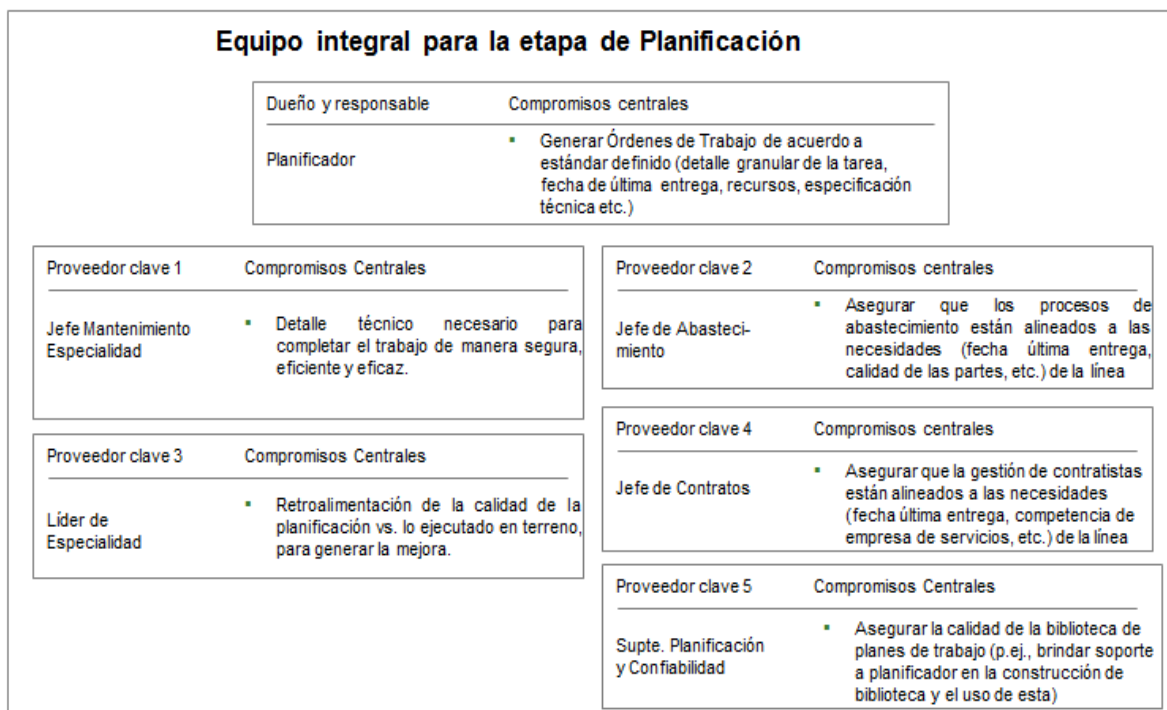 Equipo integral para la etapa de Planificación
Dueño y responsable
Compromisos centrales
Planificador
▪ Generar Órdenes de Trabajo de acuerdo a
estándar definido (detalle granular de la tarea,
fecha de última entrega, recursos, especificación
técnica etc.)
Proveedor clave 1
Compromisos Centrales
Jefe Mantenimiento
Especialidad
▪ Detalle técnico necesario para
completar el trabajo de manera segura,
eficiente y eficaz.
Proveedor clave 2
Compromisos centrales
Jefe de Abasteci-
miento
▪ Asegurar que los procesos de
abastecimiento están alineados a las
necesidades (fecha última entrega,
calidad de las partes, etc.) de la línea
Proveedor clave 3
Compromisos Centrales
Líder de
Especialidad
▪ Retroalimentación de la calidad de la
planificación vs. lo ejecutado en terreno,
para generar la mejora.
Proveedor clave 4
Compromisos centrales
Jefe de Contratos
▪ Asegurar que la gestión de contratistas
están alineados a las necesidades
(fecha última entrega, competencia de
empresa de servicios, etc.) de la línea
Proveedor clave 5
Compromisos Centrales
Supte. Planificación
y Confiabilidad
▪ Asegurar la calidad de la biblioteca de
planes de trabajo (p.ej., brindar soporte
a planificador en la construcción de
biblioteca y el uso de esta)